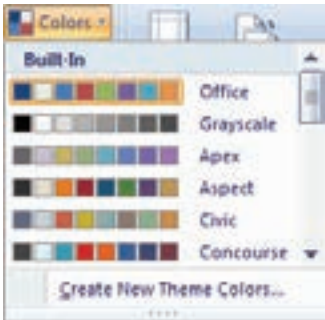 Colors
Built-In
Office
Grayscale
Apex
Aspect
Civic
Concourse
Create New Theme Colors...